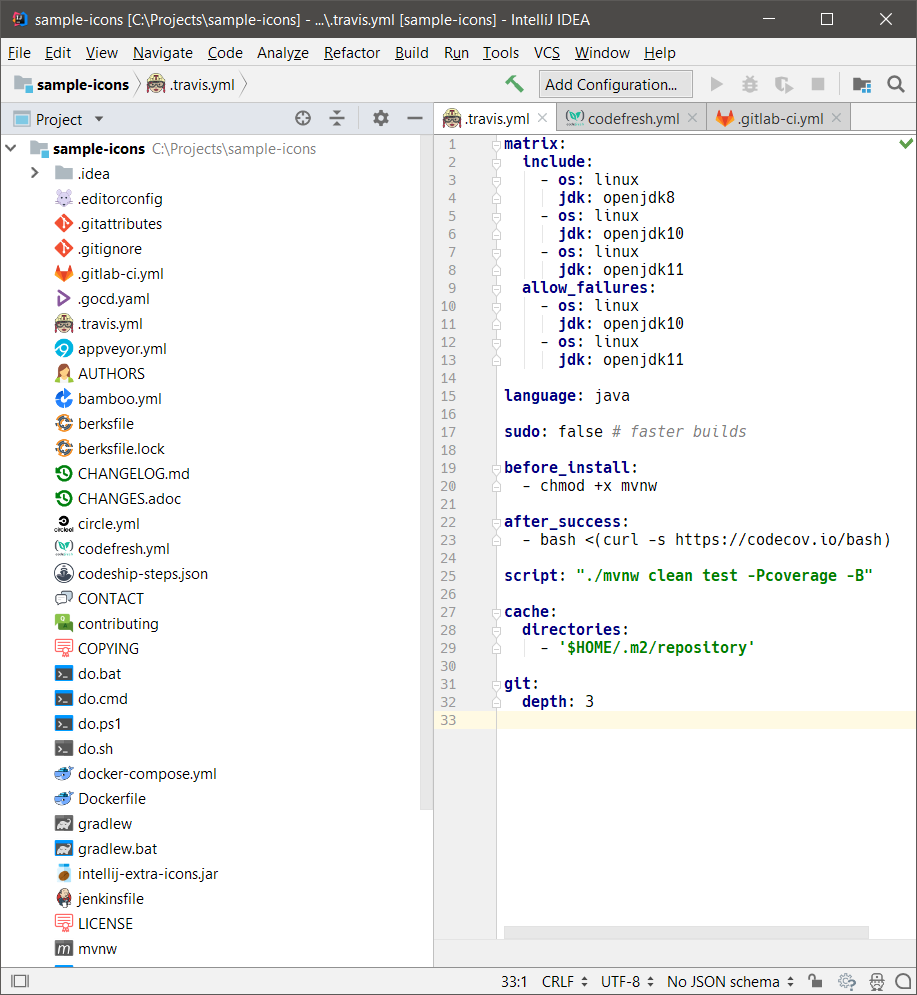 sample-icons [C:\Projects\sample-icons] - ...\.travis.yml [sample-icons] - IntelliJ IDEA
File Edit View Navigate Code Analyze Refactor Build Run Tools VCS Window Help
sample-icons .travis.yml Add Configuration...
Project .travis.yml codefresh.yml .gitlab-ci.yml
sample-icons C:\Projects\sample-icons
.idea
.editorconfig
.gitattributes
.gitignore
.gitlab-ci.yml
.gocd.yaml
.travis.yml
appveyor.yml
AUTHORS
bamboo.yml
berksfile
berksfile.lock
CHANGELOG.md
CHANGES.adoc
circle.yml
codefresh.yml
codeship-steps.json
CONTACT
contributing
COPYING
do.bat
do.cmd
do.ps1
do.sh
docker-compose.yml
Dockerfile
gradlew
gradlew.bat
intellij-extra-icons.jar
jenkinsfile
LICENSE
mvnw
1 matrix:
2 include:
3 - os: linux
4 jdk: openjdk8
5 - os: linux
6 jdk: openjdk10
7 - os: linux
8 jdk: openjdk11
9 allow_failures:
10 - os: linux
11 jdk: openjdk10
12 - os: linux
13 jdk: openjdk11
14
15 language: java
16
17 sudo: false # faster builds
18
19 before_install:
20 - chmod +x mvnw
21
22 after_success:
23 - bash <(curl -s https://codecov.io/bash)
24
25 script: "./mvnw clean test -Pcoverage -B"
26
27 cache:
28 directories:
29 - '$HOME/.m2/repository'
30
31 git:
32 depth: 3
33
33:1 CRLF UTF-8 No JSON schema